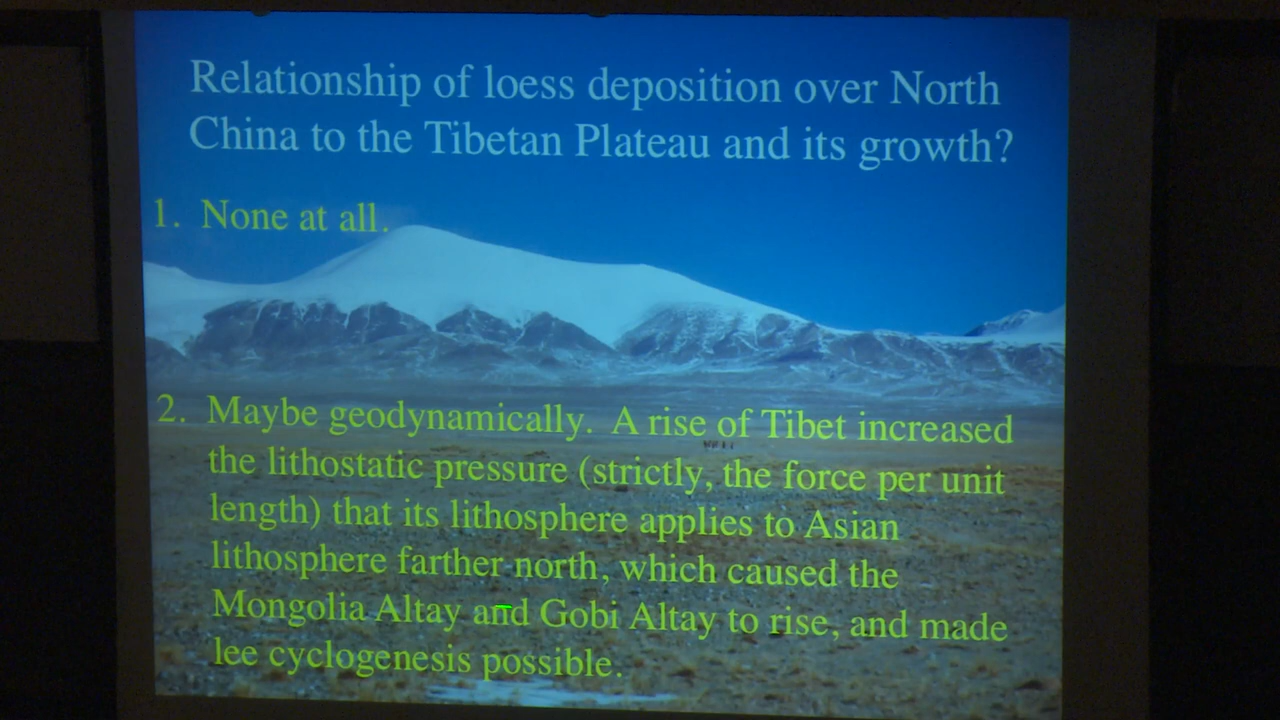 Relationship of loess deposition over North
China to the Tibetan Plateau and its growth?
1. None at all.
2. Maybe geodynamically. A rise of Tibet increased
the lithostatic pressure (strictly, the force per unit
length) that its lithosphere applies to Asian
lithosphere farther north, which caused the
Mongolia Altay and Gobi Altay to rise, and made
lee cyclogenesis possible.